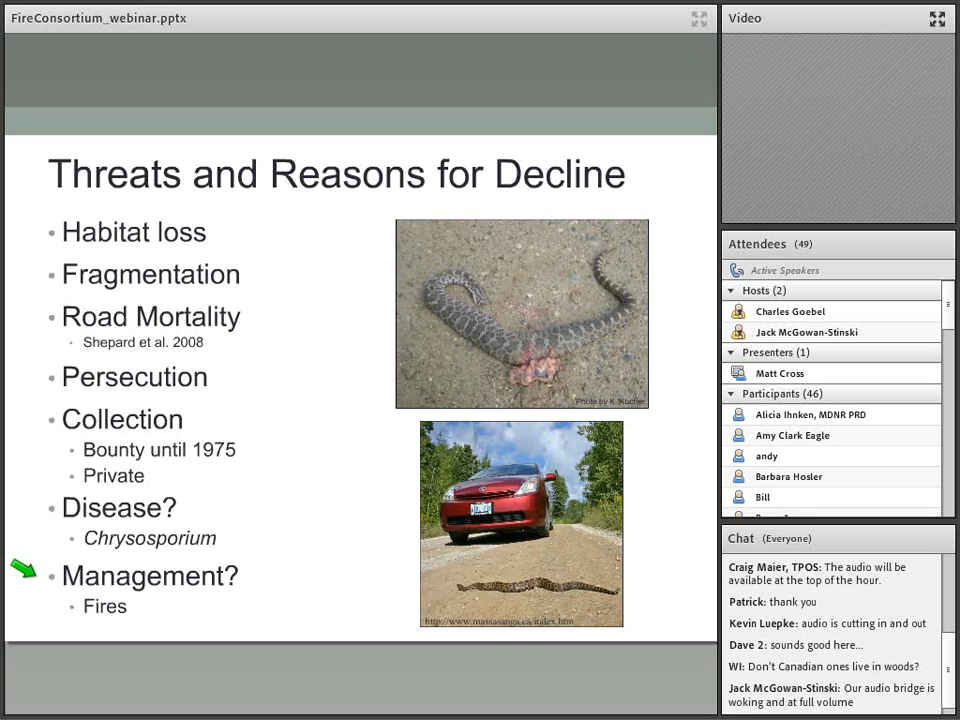 FireConsortium_webinar.pptx
Threats and Reasons for Decline
• Habitat loss
• Fragmentation
• Road Mortality
• Shepard et al. 2008
• Persecution
• Collection
• Bounty until 1975
• Private
• Disease?
• Chrysosporium
• Management?
• Fires
http://www.massasauga.ca/index.htm
Video
Attendees (49)
Active Speakers
Hosts (2)
Charles Goebel
Jack McGowan-Stinski
Presenters (1)
Matt Cross
Participants (46)
Alicia Ihnken, MDNR PRD
Amy Clark Eagle
andy
Barbara Hosler
Bill
Chat (Everyone)
Craig Maier, TPOS: The audio will be
available at the top of the hour.
Patrick: thank you
Kevin Luepke: audio is cutting in and out
Dave 2: sounds good here...
WI: Don't Canadian ones live in woods?
Jack McGowan-Stinski: Our audio bridge is
woking and at full volume